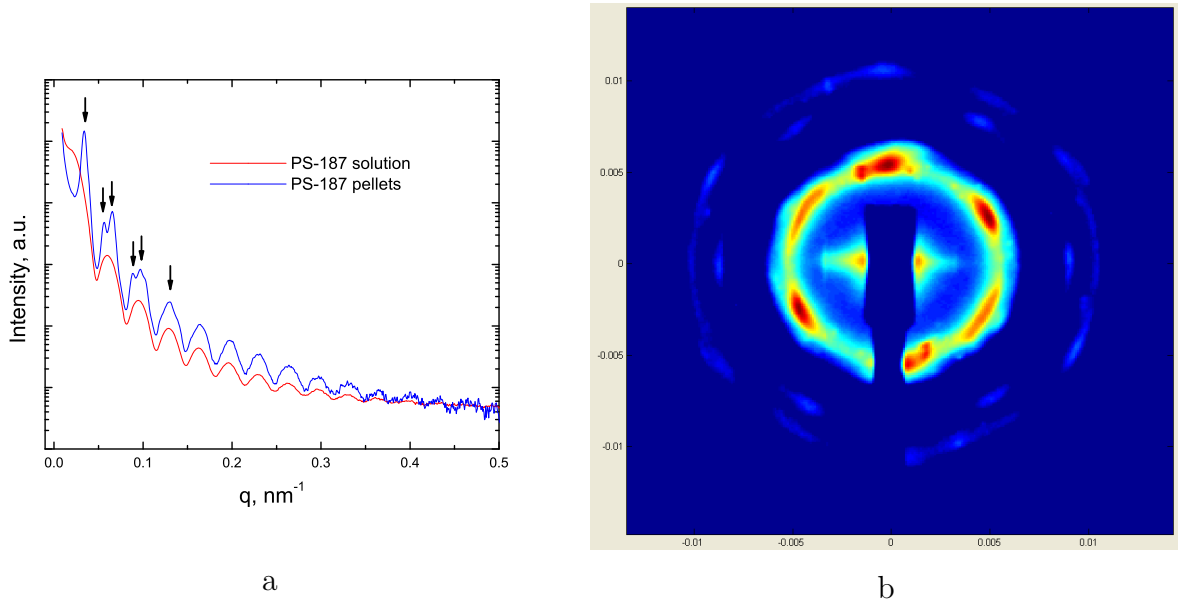 PS-187 solution
PS-187 pellets
Intensity, a.u.
0.0 0.1 0.2 0.3 0.4 0.5
q, nm⁻¹
a
0.01
0.005
0
-0.005
-0.01
-0.01 -0.005 0 0.005 0.01
b